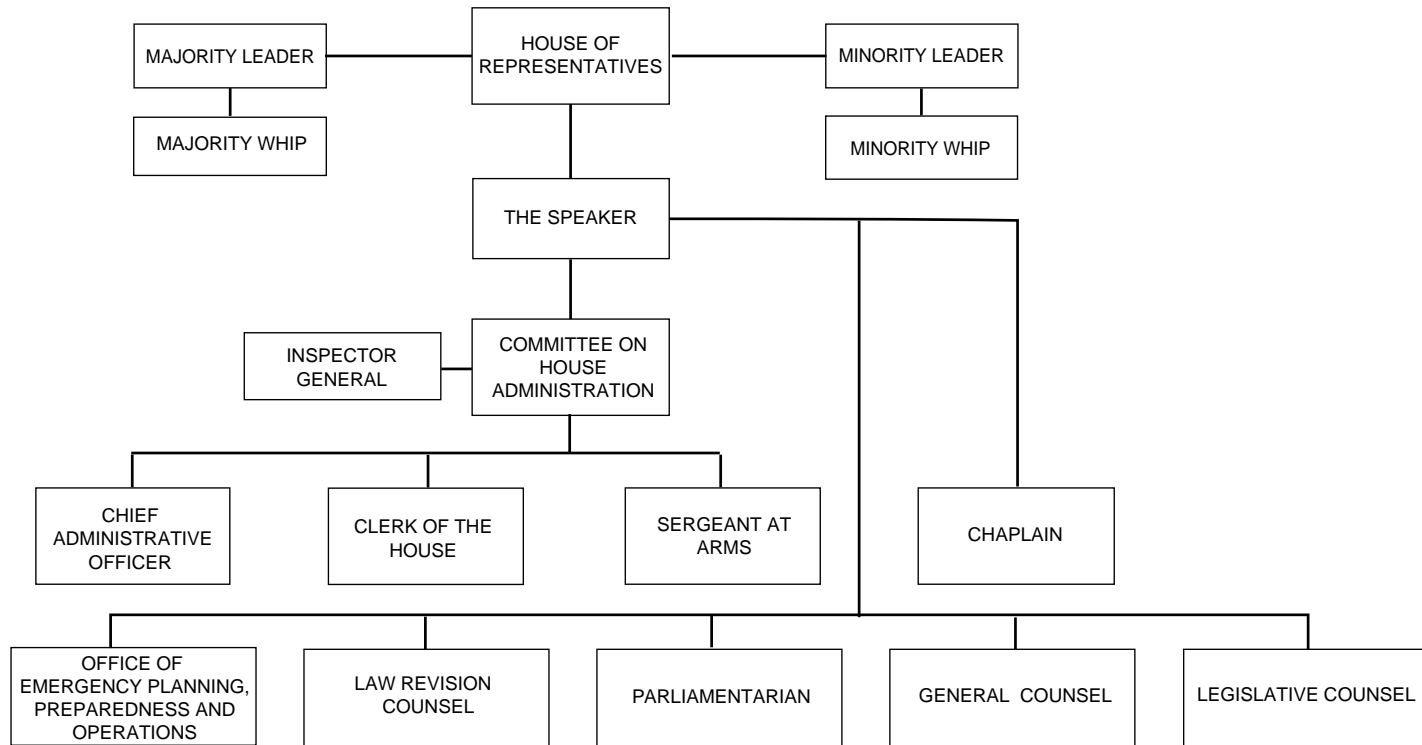 MAJORITY LEADER
HOUSE OF
REPRESENTATIVES
MINORITY LEADER
MAJORITY WHIP
MINORITY WHIP
THE SPEAKER
INSPECTOR
GENERAL
COMMITTEE ON
HOUSE
ADMINISTRATION
CHIEF
ADMINISTRATIVE
OFFICER
CLERK OF THE
HOUSE
SERGEANT AT
ARMS
CHAPLAIN
OFFICE OF
EMERGENCY PLANNING,
PREPAREDNESS AND
OPERATIONS
LAW REVISION
COUNSEL
PARLIAMENTARIAN
GENERAL COUNSEL
LEGISLATIVE COUNSEL